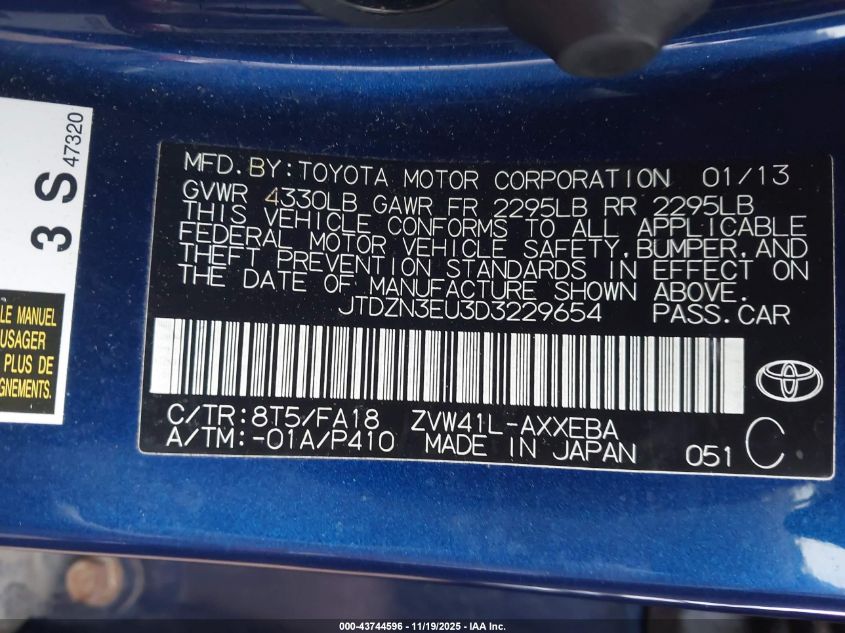 3 S 47320
LE MANUEL
USAGER
PLUS DE
GNEMENTS.
MFD.BY:TOYOTA MOTOR CORPORATION 01/13
GVWR 4330LB GAWR FR 2295LB RR 2295LB
THIS VEHICLE CONFORMS TO ALL APPLICABLE
FEDERAL MOTOR VEHICLE SAFETY,BUMPER,AND
THEFT PREVENTION STANDARDS IN EFFECT ON
THE DATE OF MANUFACTURE SHOWN ABOVE.
JTDZN3EU3D3229654 PASS.CAR
C/TR:8T5/FA18 ZVW41L-AXXEBA
A/TM:-01A/P410 MADE IN JAPAN 051 C
TOYOTA
000-43744596 - 11/19/2025 - IAA Inc.